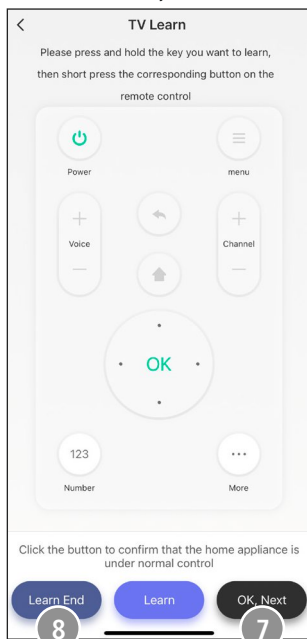 TV Learn
Please press and hold the key you want to learn,
then short press the corresponding button on the
remote control
Power
menu
+
+
Voice
Channel
—
—
OK
123
...
Number
More
Click the button to confirm that the home appliance is
under normal control
Learn End
Learn
OK, Next
8
7